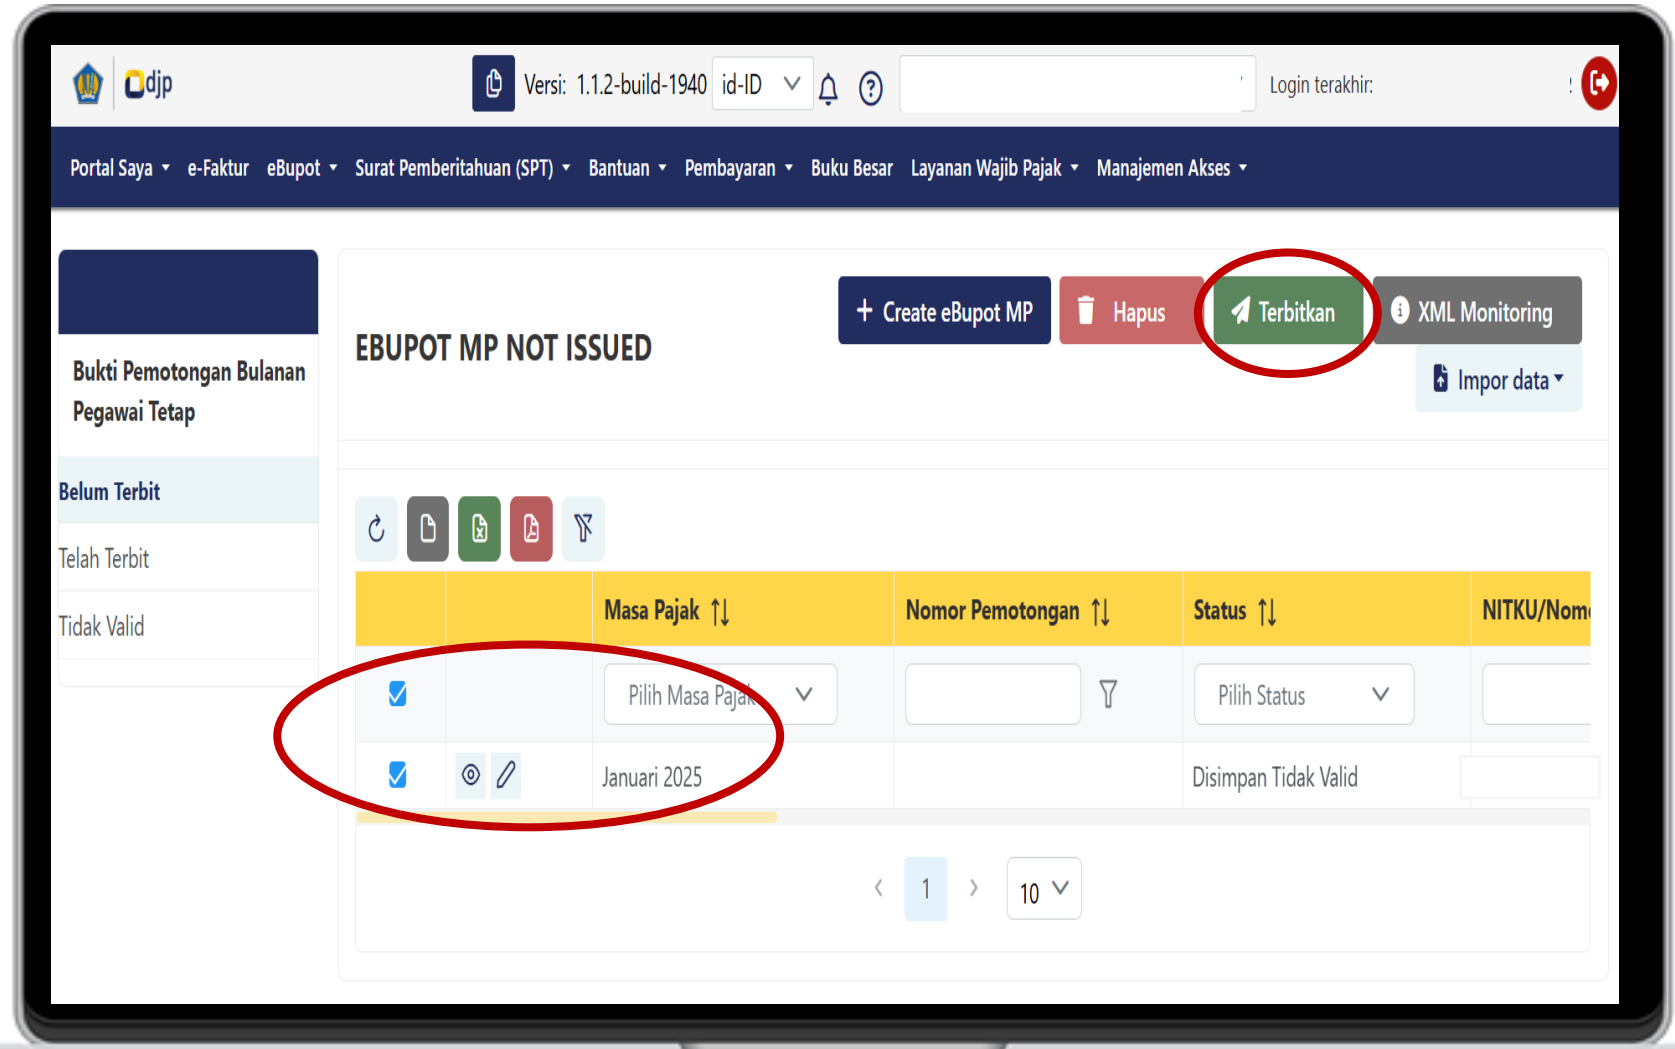 djp
Versi: 1.1.2-build-1940
id-ID
Login terakhir:
Portal Saya e-Faktur eBupot Surat Pemberitahuan (SPT) Bantuan Pembayaran Buku Besar Layanan Wajib Pajak Manajemen Akses
Bukti Pemotongan Bulanan
Pegawai Tetap
Belum Terbit
Telah Terbit
Tidak Valid
EBUPOT MP NOT ISSUED
+ Create eBupot MP
Hapus
Terbitkan
XML Monitoring
Impor data
Masa Pajak Nomor Pemotongan Status
Pilih Masa Pajak Pilih Status
Januari 2025 Disimpan Tidak Valid
1
10